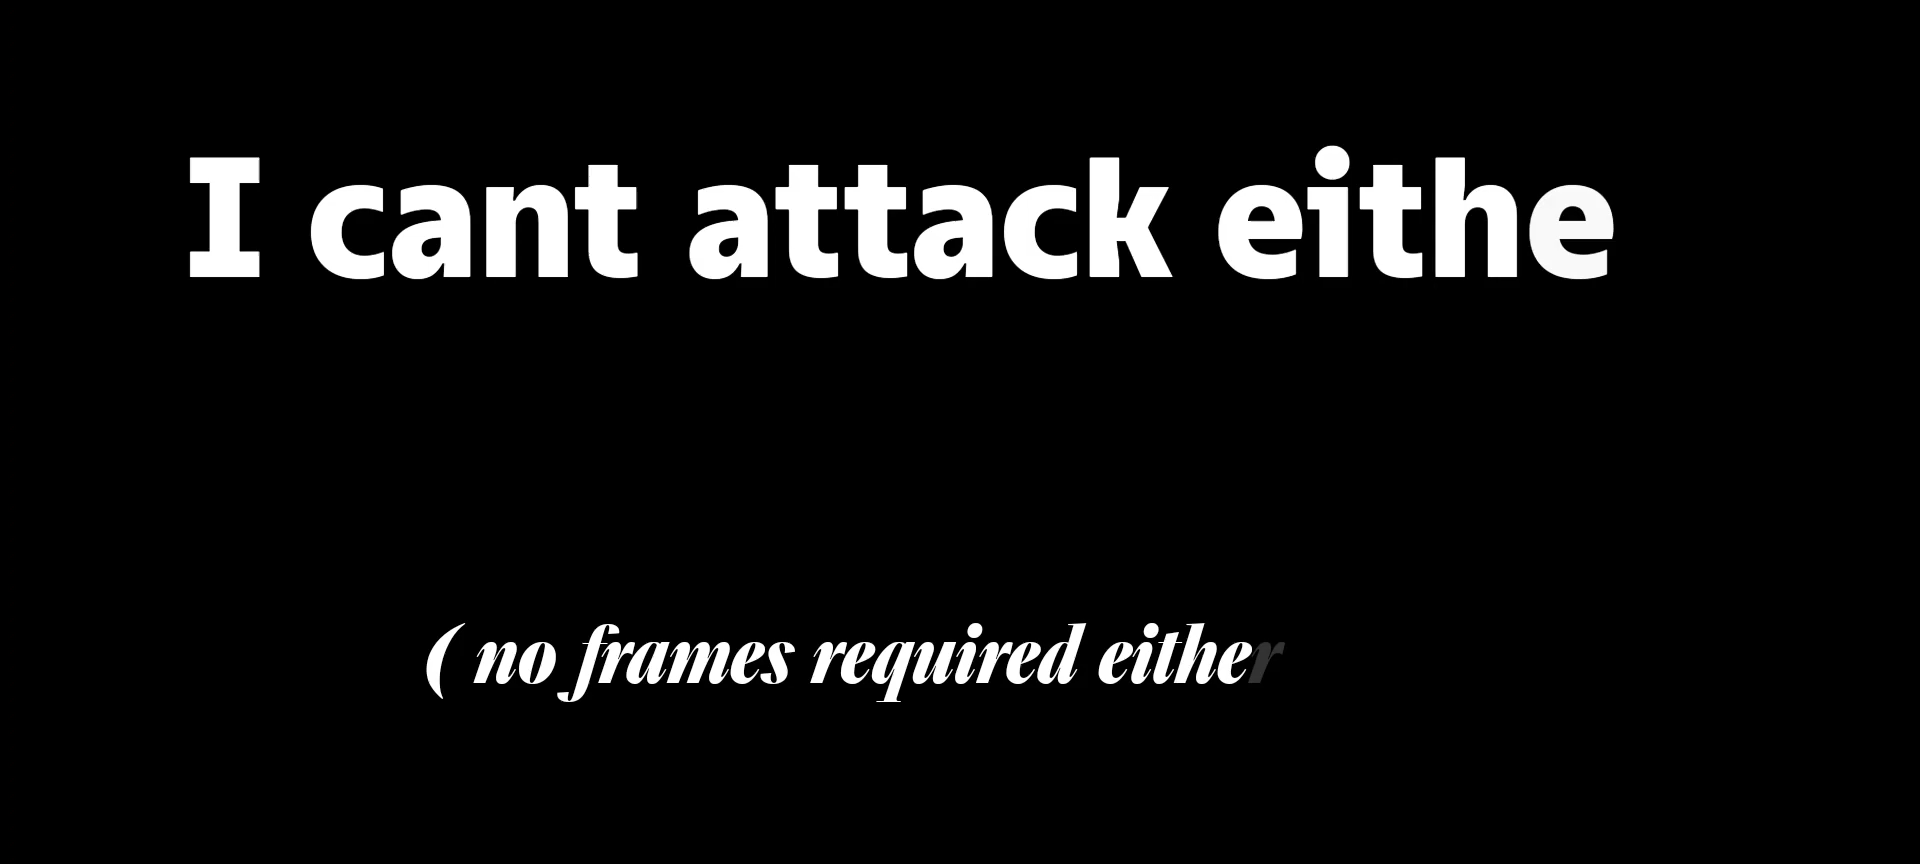 I cant attack eithe
( no frames required either